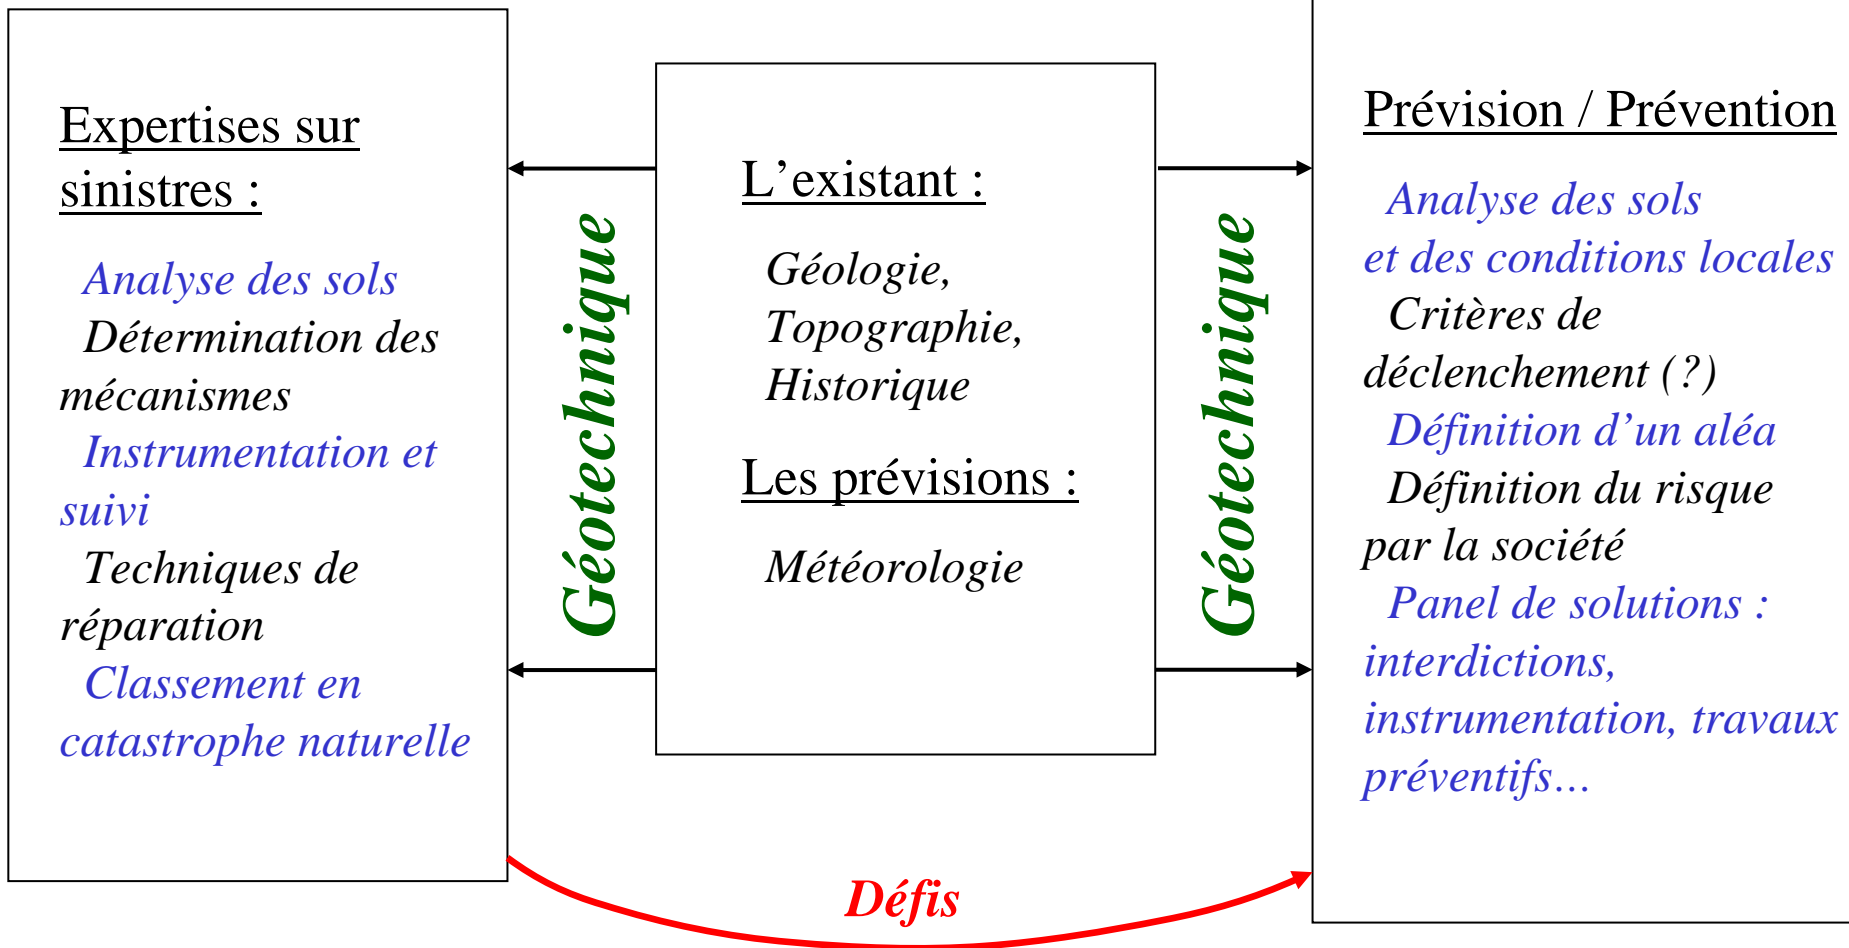 Expertises sur
sinistres :
Analyse des sols
Détermination des
mécanismes
Instrumentation et
suivi
Techniques de
réparation
Classement en
catastrophe naturelle
Géotechnique
L’existant :
Géologie,
Topographie,
Historique
Les prévisions :
Météorologie
Géotechnique
Prévision / Prévention
Analyse des sols
et des conditions locales
Critères de
déclenchement (?)
Définition d’un aléa
Définition du risque
par la société
Panel de solutions :
interdictions,
instrumentation, travaux
préventifs…
Défis